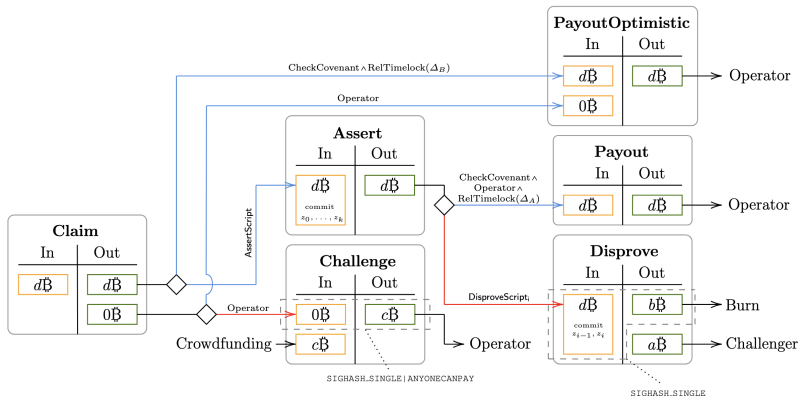 PayoutOptimistic
In Out
d₿ d₿
Operator
0₿
CheckCovenant ∧ RelTimelock(Δ_B)
Operator
Assert
In Out
d₿ d₿
commit
z_0, . . . , z_k
AssertScript
CheckCovenant ∧
Operator ∧
RelTimelock(Δ_A)
Payout
In Out
d₿ d₿
Operator
Claim
In Out
d₿ d₿
0₿
Operator
Challenge
In Out
0₿ c₿
Crowdfunding
c₿
Operator
SIGHASH_SINGLE|ANYONECANPAY
DisproveScript_i
Disprove
In Out
d₿ b₿
commit
z_{i−1}, z_i
Burn
a₿
Challenger
SIGHASH_SINGLE